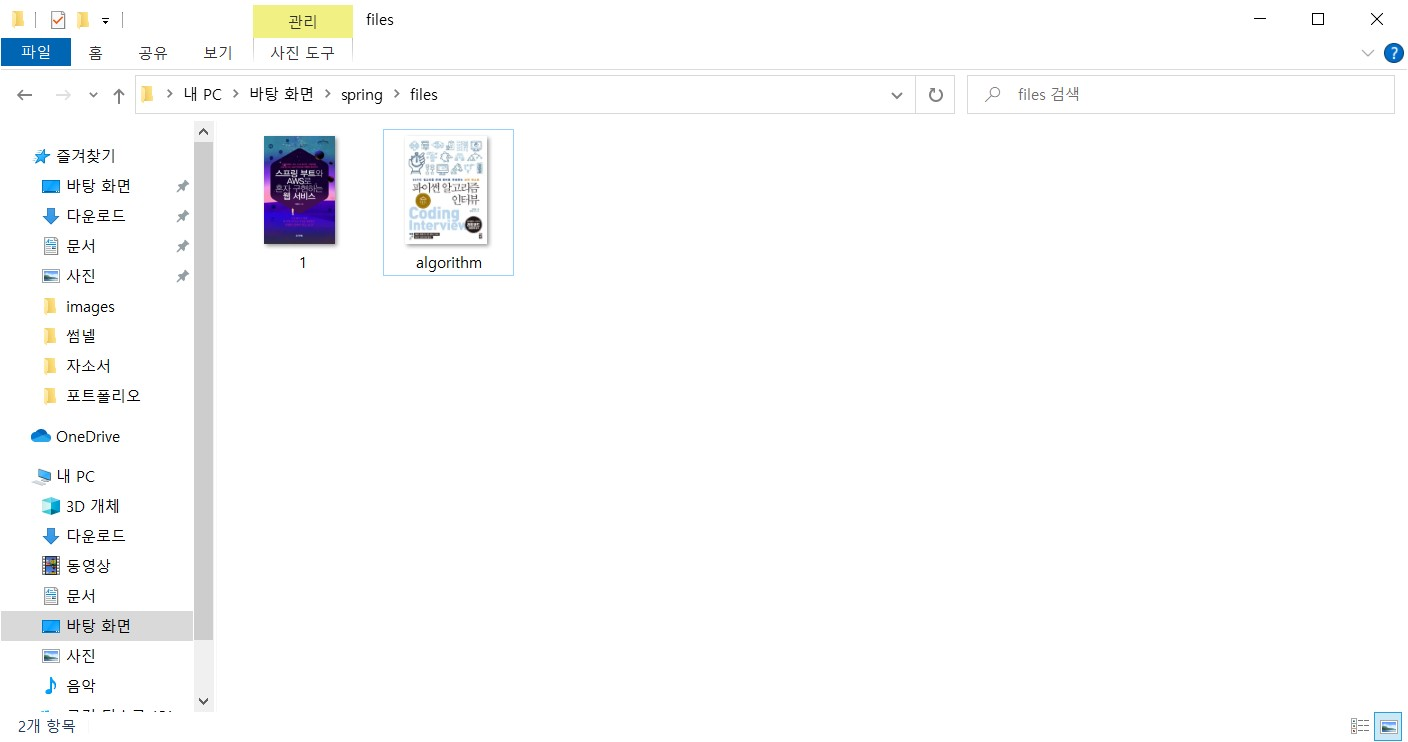 관리
files
파일
홈
공유
보기
사진 도구
내 PC
바탕 화면
spring
files
files 검색
즐겨찾기
바탕 화면
다운로드
문서
사진
images
썸넬
자소서
포트폴리오
OneDrive
내 PC
3D 개체
다운로드
동영상
문서
바탕 화면
사진
음악
스프링 부트와
AWS로
혼자 구현하는
웹 서비스
1
파이썬 알고리즘
인터뷰
Coding
Interview
algorithm
2개 항목